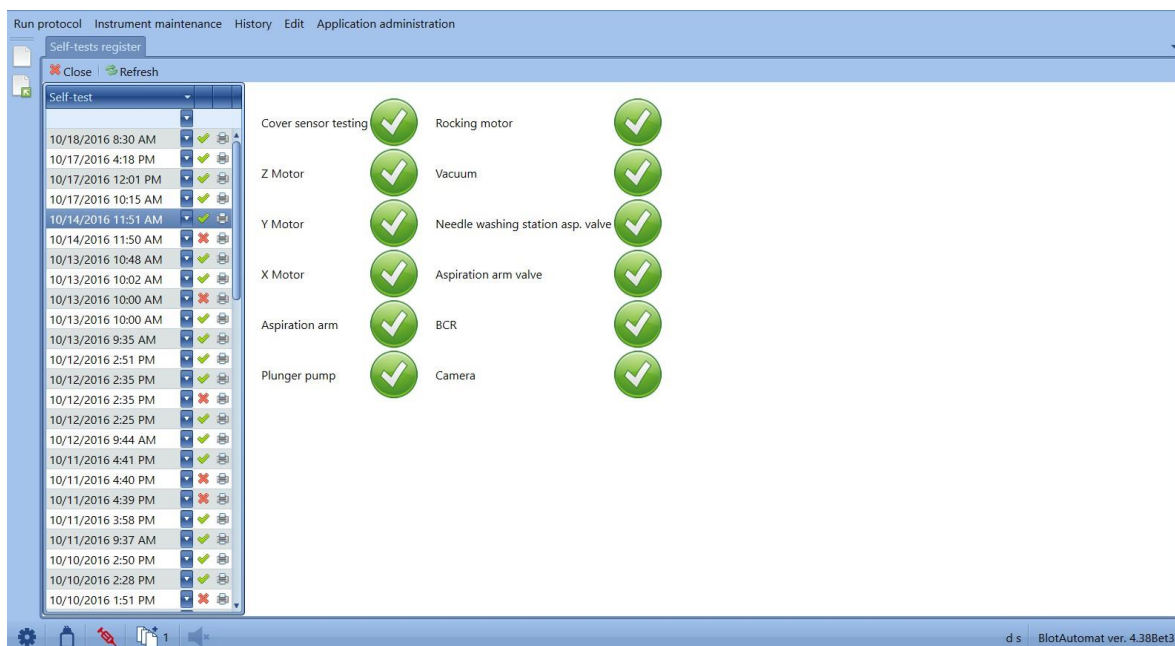 Run protocol Instrument maintenance History Edit Application administration
Self-tests register
Close Refresh
Self-test
10/18/2016 8:30 AM
10/17/2016 4:18 PM
10/17/2016 12:01 PM
10/17/2016 10:15 AM
10/14/2016 11:51 AM
10/14/2016 11:50 AM
10/13/2016 10:48 AM
10/13/2016 10:02 AM
10/13/2016 10:00 AM
10/13/2016 10:00 AM
10/13/2016 9:35 AM
10/12/2016 2:51 PM
10/12/2016 2:35 PM
10/12/2016 2:35 PM
10/12/2016 2:25 PM
10/12/2016 9:44 AM
10/11/2016 4:41 PM
10/11/2016 4:40 PM
10/11/2016 4:39 PM
10/11/2016 3:58 PM
10/11/2016 9:37 AM
10/10/2016 2:50 PM
10/10/2016 2:28 PM
10/10/2016 1:51 PM
Cover sensor testing Rocking motor
Z Motor Vacuum
Y Motor Needle washing station asp. valve
X Motor Aspiration arm valve
Aspiration arm BCR
Plunger pump Camera
1 d s BlotAutomat ver. 4.38Bet3